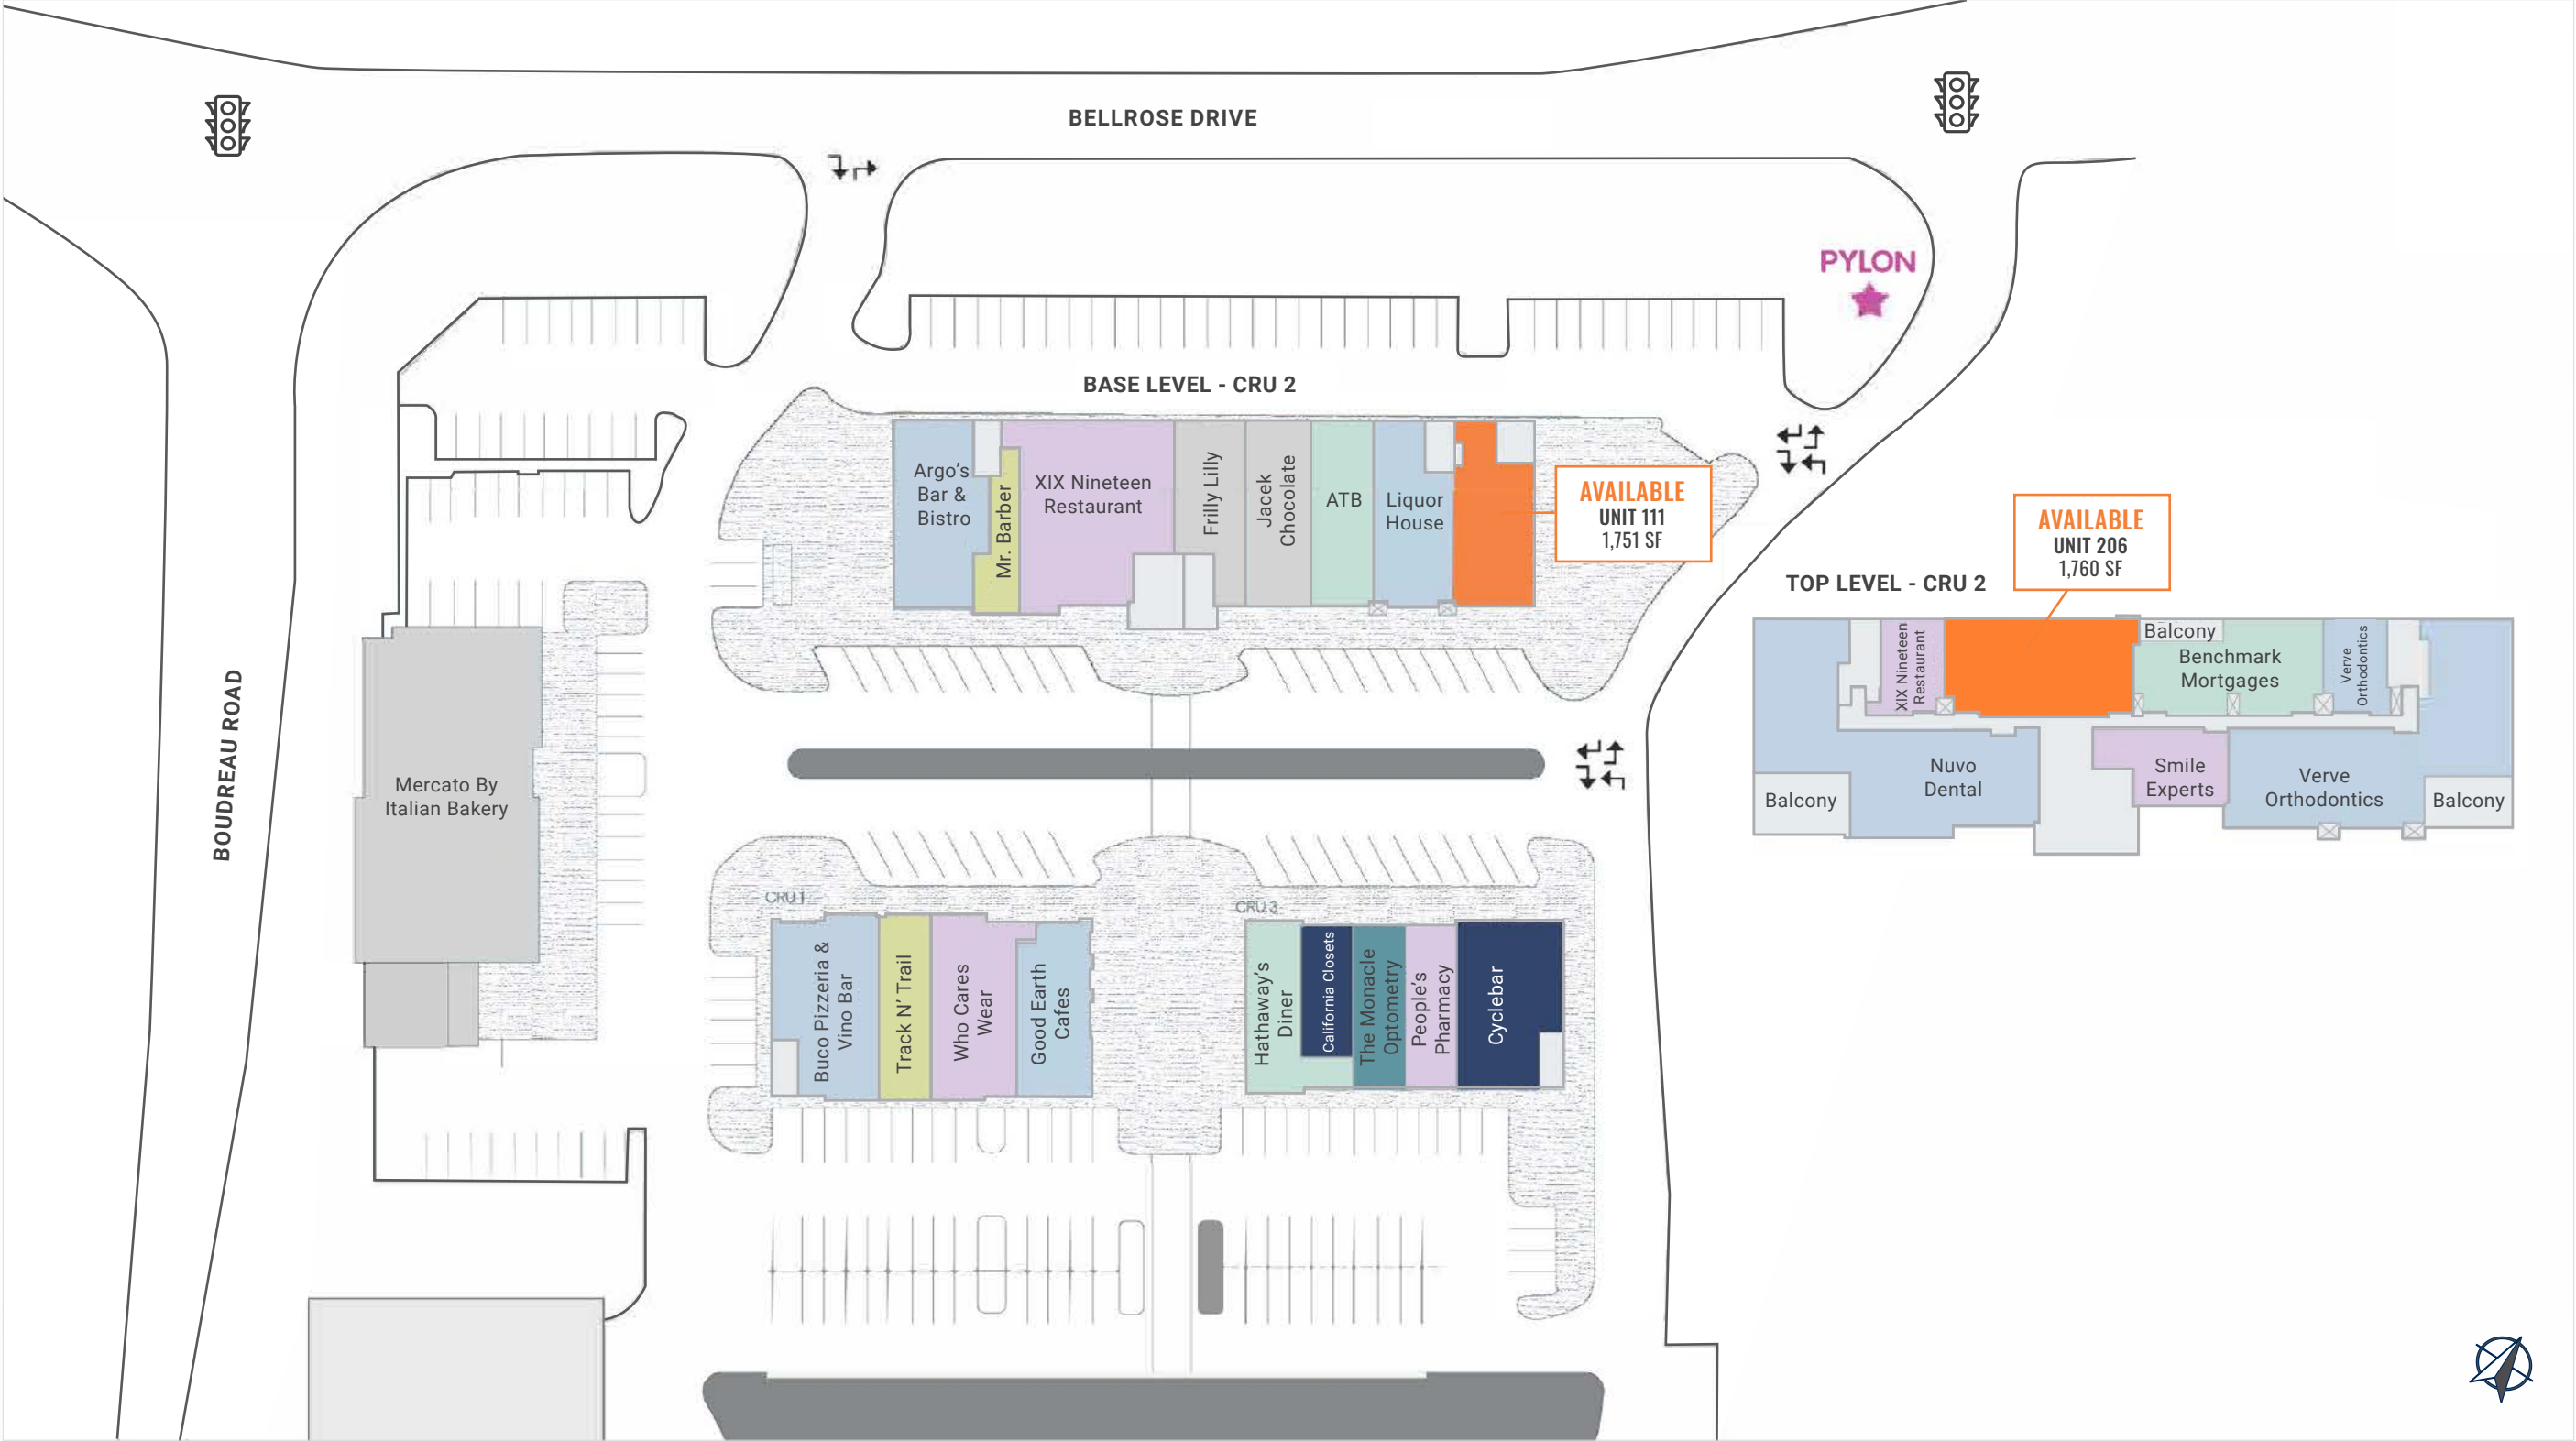 BELLROSE DRIVE
PYLON
BASE LEVEL - CRU 2
Argo's
Bar &
Bistro
Mr. Barber
XIX Nineteen
Restaurant
Frilly Lilly
Jacek
Chocolate
ATB
Liquor
House
AVAILABLE
UNIT 111
1,751 SF
AVAILABLE
UNIT 206
1,760 SF
TOP LEVEL - CRU 2
XIX Nineteen
Restaurant
Balcony
Benchmark
Mortgages
Verve
Orthodontics
Nuvo
Dental
Smile
Experts
Verve
Orthodontics
Balcony
Balcony
BOUDREAU ROAD
Mercato By
Italian Bakery
CRU 1
Buco Pizzeria &
Vino Bar
Track N' Trail
Who Cares
Wear
Good Earth
Cafes
CRU 3
Hathaway's
Diner
California Closets
The Monacle
Optometry
People's
Pharmacy
Cyclebar